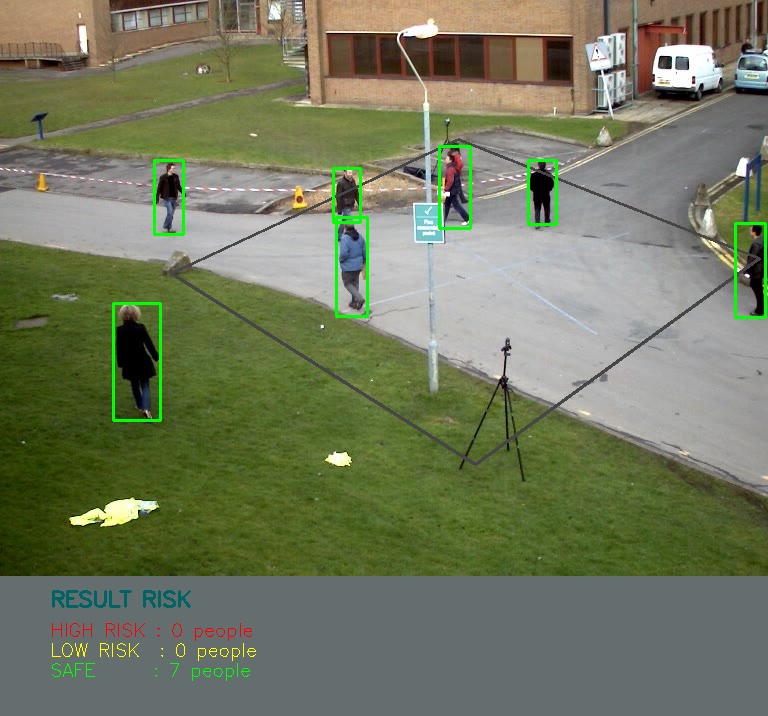 RESULT RISK
HIGH RISK : 0 people
LOW RISK : 0 people
SAFE : 7 people